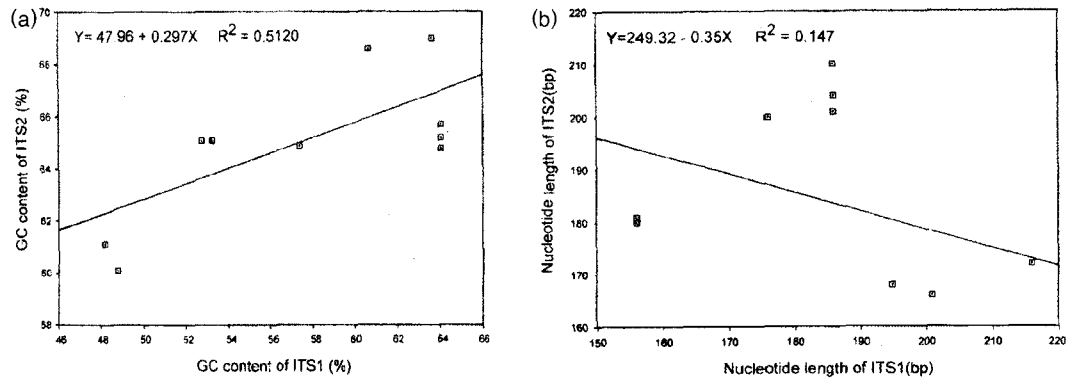 (a)
Y= 47.96 + 0.297X R² = 0.5120
GC content of ITS2 (%)
70
68
66
64
62
60
58
46 48 50 52 54 56 58 60 62 64 66
GC content of ITS1 (%)
(b)
Y=249.32 - 0.35X R² = 0.147
Nucleotide length of ITS2(bp)
220
210
200
190
180
170
160
150 160 170 180 190 200 210 220
Nucleotide length of ITS1(bp)